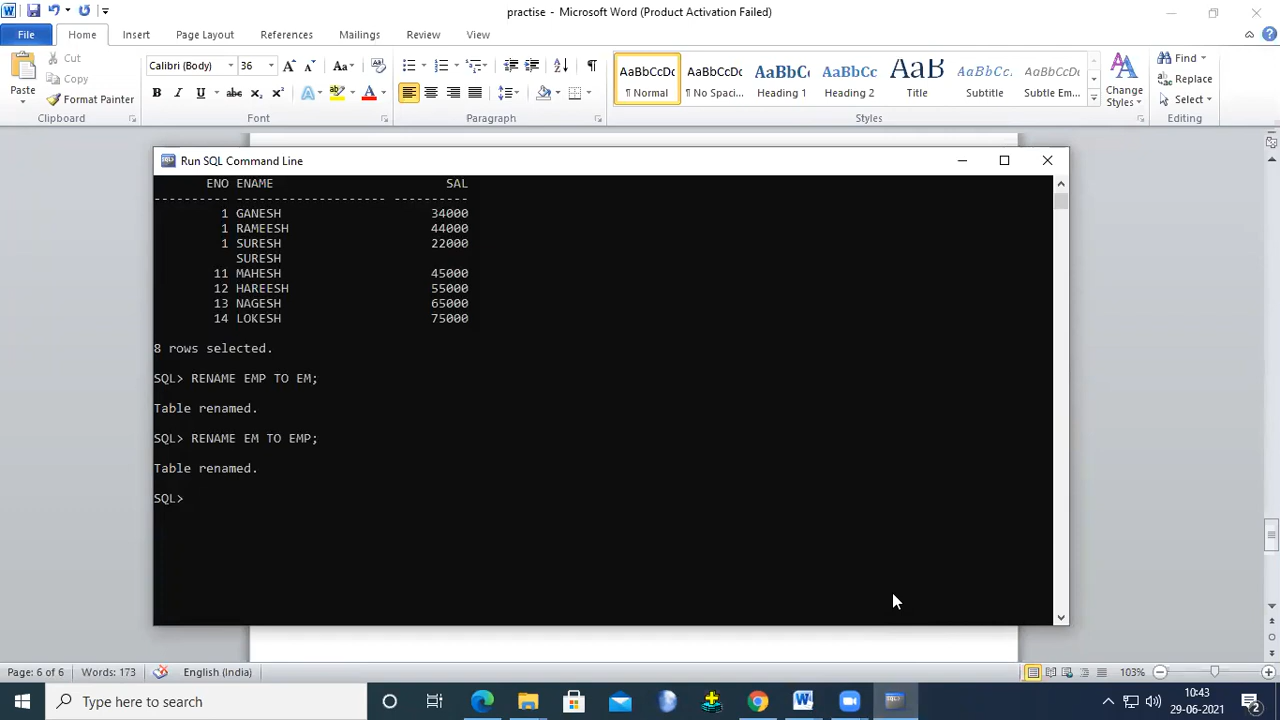 practise - Microsoft Word (Product Activation Failed)
File Home Insert Page Layout References Mailings Review View
Paste
Cut
Copy
Format Painter
Clipboard
Calibri (Body) 36
Font
Paragraph
AaBbCcDc AaBbCcDc AaBbC AaBbCc AaB AaBbCcL AaBbCcDc
¶ Normal ¶ No Spaci... Heading 1 Heading 2 Title Subtitle Subtle Em...
Styles
Change Styles
Find
Replace
Select
Editing
Run SQL Command Line
ENO ENAME SAL
---------- -------------------- ----------
1 GANESH 34000
1 RAMEESH 44000
1 SURESH 22000
SURESH
11 MAHESH 45000
12 HAREESH 55000
13 NAGESH 65000
14 LOKESH 75000
8 rows selected.
SQL> RENAME EMP TO EM;
Table renamed.
SQL> RENAME EM TO EMP;
Table renamed.
SQL>
Page: 6 of 6 Words: 173 English (India) 103%
Type here to search
10:43
29-06-2021
2